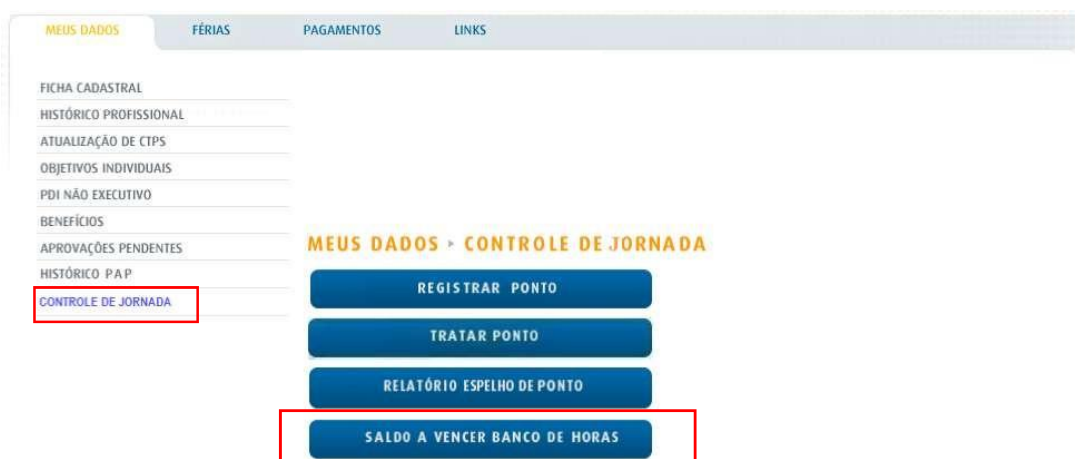 MEUS DADOS FÉRIAS PAGAMENTOS LINKS
FICHA CADASTRAL
HISTÓRICO PROFISSIONAL
ATUALIZAÇÃO DE CTPS
OBJETIVOS INDIVIDUAIS
PDI NÃO EXECUTIVO
BENEFÍCIOS
APROVAÇÕES PENDENTES
HISTÓRICO PAP
CONTROLE DE JORNADA
MEUS DADOS ▸ CONTROLE DE JORNADA
REGISTRAR PONTO
TRATAR PONTO
RELATÓRIO ESPELHO DE PONTO
SALDO A VENCER BANCO DE HORAS